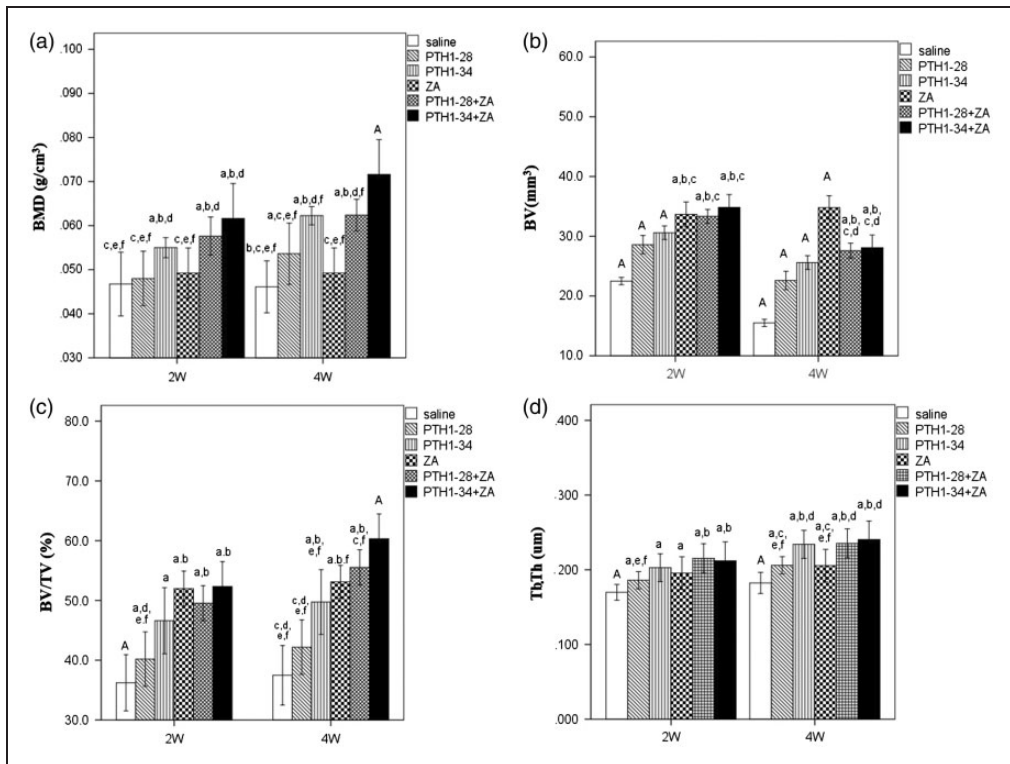 (a)
.100
.090
.080
.070
.060
.050
.040
.030
BMD (g/cm³)
c,e,f
c,e,f
a,b,d
c,e,f
a,b,d
a,b,d
b,c,e,f
a,c,e,f
a,b,d,f
c,e,f
a,b,d,f
A
2W
4W
saline
PTH1-28
PTH1-34
ZA
PTH1-28+ZA
PTH1-34+ZA
(b)
60.0
50.0
40.0
30.0
20.0
10.0
BV(mm³)
A
A
A
a,b,c
a,b,c
a,b,c
A
A
A
A
a,b,
c,d
a,b,
c,d
2W
4W
saline
PTH1-28
PTH1-34
ZA
PTH1-28+ZA
PTH1-34+ZA
(c)
80.0
70.0
60.0
50.0
40.0
30.0
BV/TV (%)
A
a,d,
e.f
a
a.b
a,b
a.b
c,d,
e,f
c,d,
e,f
a,b,
e,f
a,b,f
a,b,
c,f
A
2W
4W
saline
PTH1-28
PTH1-34
ZA
PTH1-28+ZA
PTH1-34+ZA
(d)
.400
.300
.200
.100
.000
Tb,Th (um)
A
a,e,f
a
a
a,b
a,b
A
a,c,
e,f
a,b,d
a,c,
e,f
a,b,d
a,b,d
2W
4W
saline
PTH1-28
PTH1-34
ZA
PTH1-28+ZA
PTH1-34+ZA